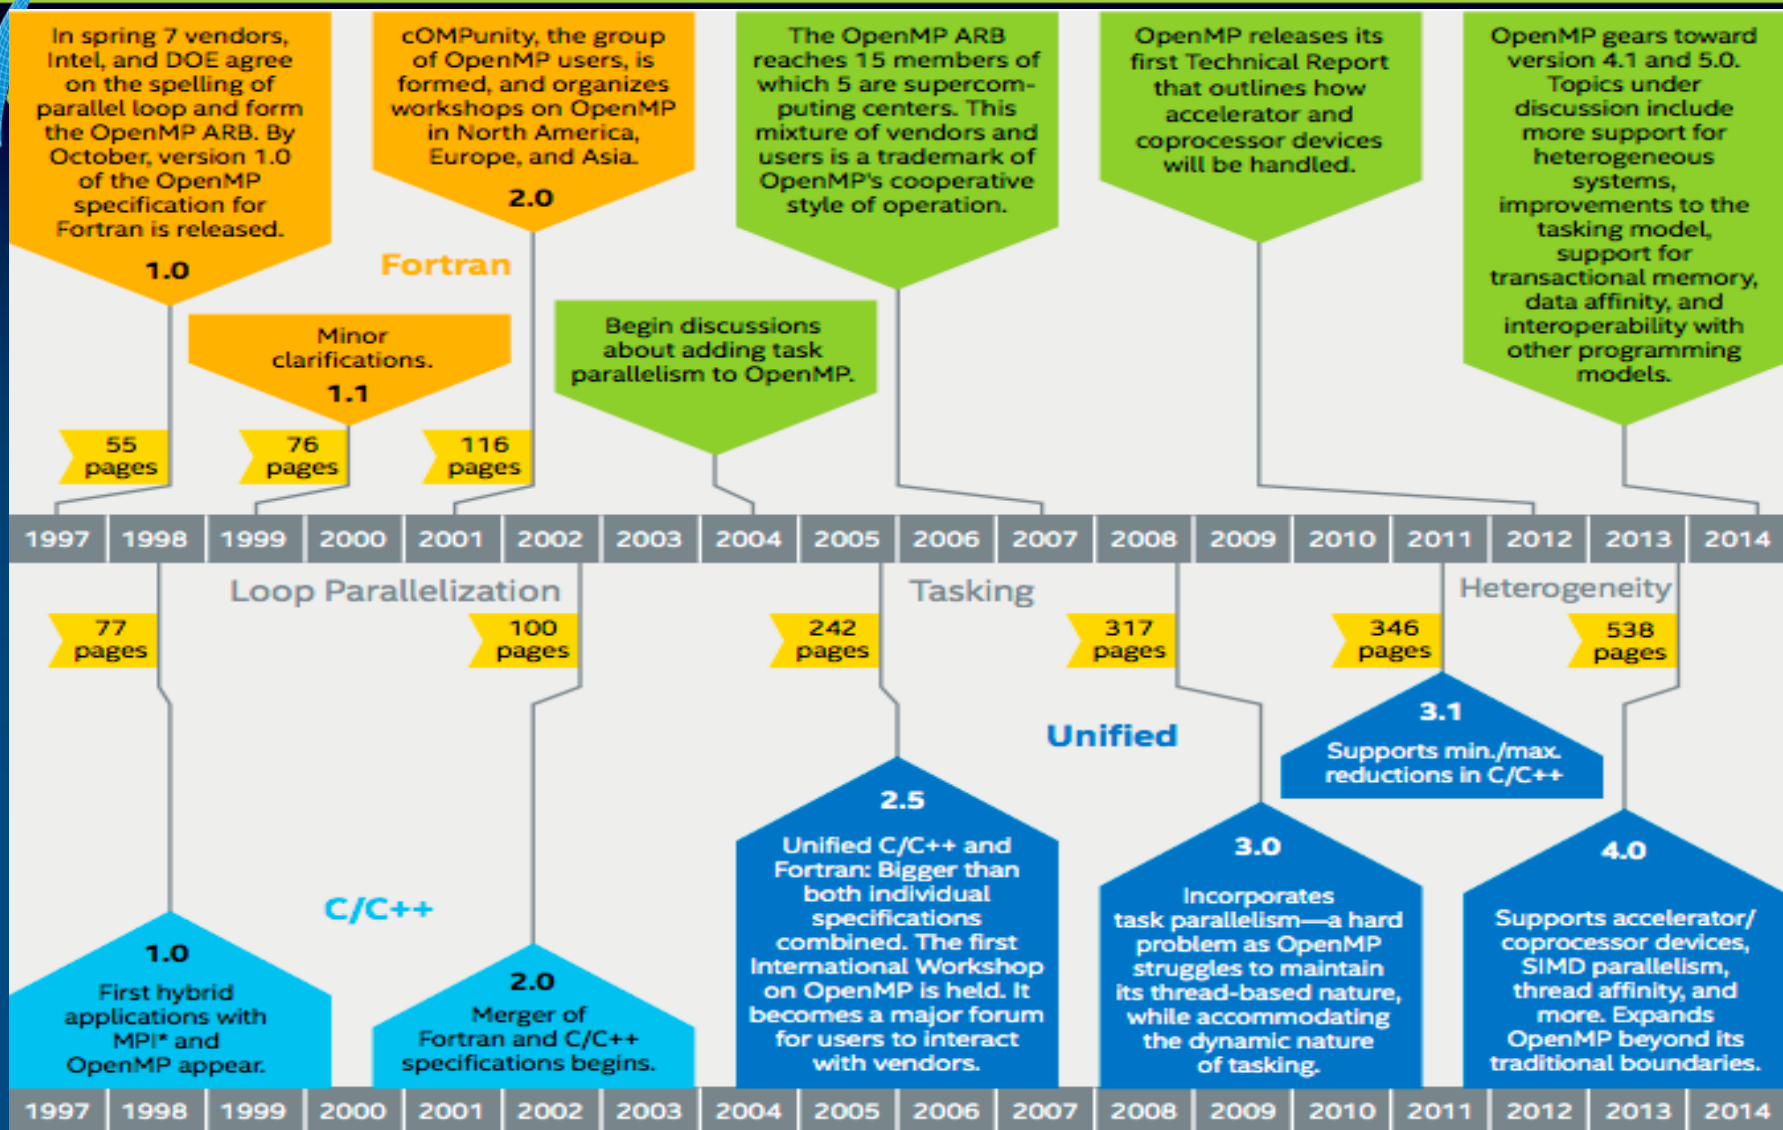 In spring 7 vendors,
Intel, and DOE agree
on the spelling of
parallel loop and form
the OpenMP ARB. By
October, version 1.0
of the OpenMP
specification for
Fortran is released.
1.0
cOMPunity, the group
of OpenMP users, is
formed, and organizes
workshops on OpenMP
in North America,
Europe, and Asia.
2.0
The OpenMP ARB
reaches 15 members of
which 5 are supercom-
puting centers. This
mixture of vendors and
users is a trademark of
OpenMP's cooperative
style of operation.
OpenMP releases its
first Technical Report
that outlines how
accelerator and
coprocessor devices
will be handled.
OpenMP gears toward
version 4.1 and 5.0.
Topics under
discussion include
more support for
heterogeneous
systems,
improvements to the
tasking model,
support for
transactional memory,
data affinity, and
interoperability with
other programming
models.
Fortran
Minor
clarifications.
1.1
Begin discussions
about adding task
parallelism to OpenMP.
55
pages
76
pages
116
pages
1997 1998 1999 2000 2001 2002 2003 2004 2005 2006 2007 2008 2009 2010 2011 2012 2013 2014
Loop Parallelization
Tasking
Heterogeneity
77
pages
100
pages
242
pages
317
pages
346
pages
538
pages
Unified
C/C++
1.0
First hybrid
applications with
MPI* and
OpenMP appear.
2.0
Merger of
Fortran and C/C++
specifications begins.
2.5
Unified C/C++ and
Fortran: Bigger than
both individual
specifications
combined. The first
International Workshop
on OpenMP is held. It
becomes a major forum
for users to interact
with vendors.
3.0
Incorporates
task parallelism—a hard
problem as OpenMP
struggles to maintain
its thread-based nature,
while accommodating
the dynamic nature
of tasking.
3.1
Supports min./max.
reductions in C/C++
4.0
Supports accelerator/
coprocessor devices,
SIMD parallelism,
thread affinity, and
more. Expands
OpenMP beyond its
traditional boundaries.
1997 1998 1999 2000 2001 2002 2003 2004 2005 2006 2007 2008 2009 2010 2011 2012 2013 2014